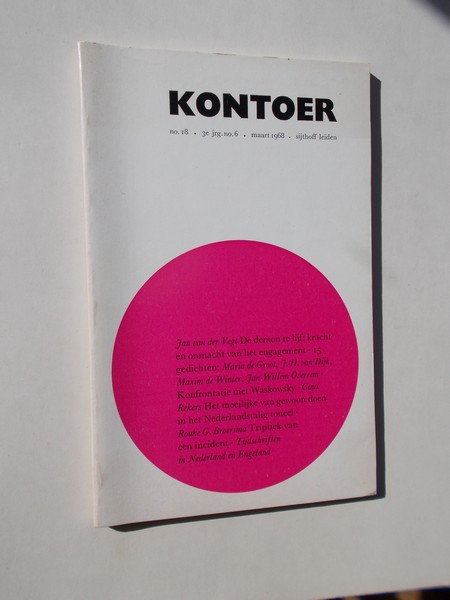 KONTOER
no. 18 • 3e jrg. no. 6 • maart 1968 • sijthoff leiden
Jan van der Vegt De demon te lijf: kracht
en onmacht van het engagement · 15
gedichten: Maria de Groot, J. H. van Dijk,
Maxim de Winter, Jan-Willem Overeem ·
Konfrontatie met Waskowsky ·
Rekers Het moeilijke van gewoon doen
in het Nederlandstalig toneel ·
Rouke G. Broersma Triptiek van
een incident · Tijdschriften
in Nederland en Engeland